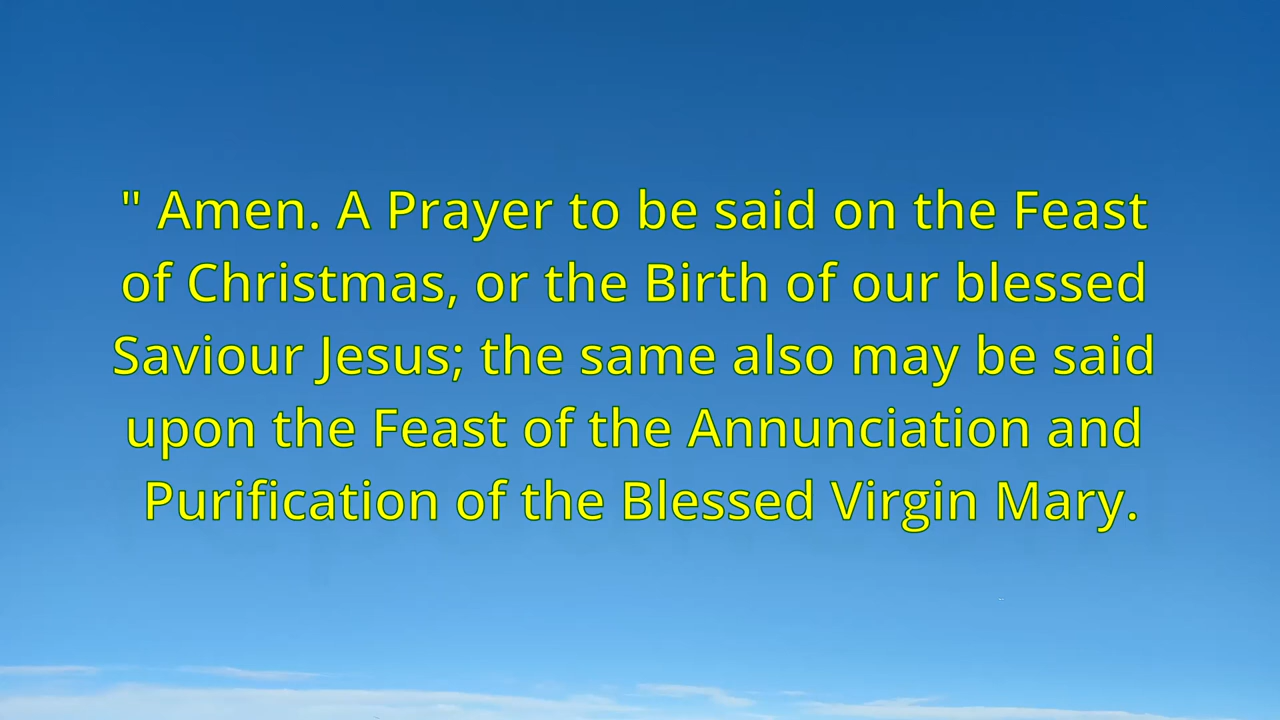 " Amen. A Prayer to be said on the Feast
of Christmas, or the Birth of our blessed
Saviour Jesus; the same also may be said
upon the Feast of the Annunciation and
Purification of the Blessed Virgin Mary.